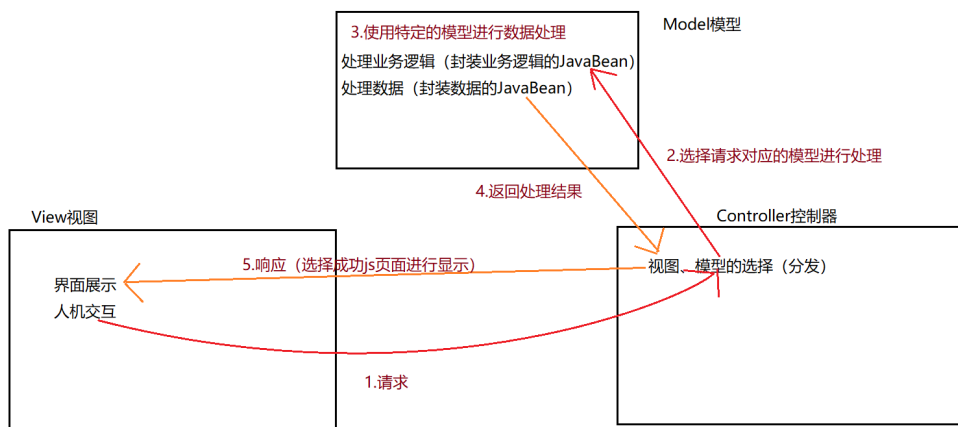 Model模型
3.使用特定的模型进行数据处理
处理业务逻辑（封装业务逻辑的JavaBean）
处理数据（封装数据的JavaBean）
2.选择请求对应的模型进行处理
4.返回处理结果
View视图
Controller控制器
5.响应（选择成功js页面进行显示）
视图、模型的选择（分发）
界面展示
人机交互
1.请求